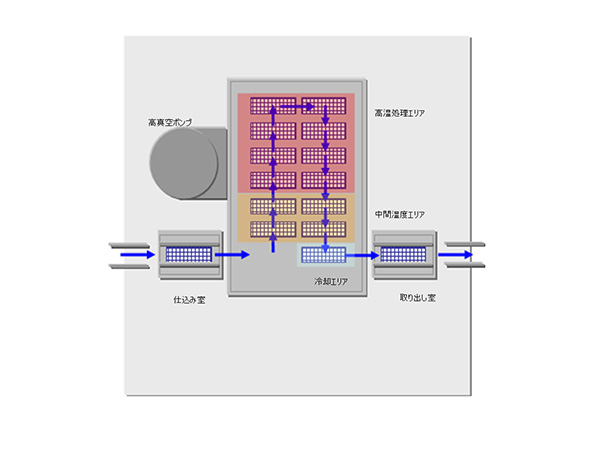 高真空ポンプ
高温処理エリア
中間温度エリア
冷却エリア
仕込み室
取り出し室